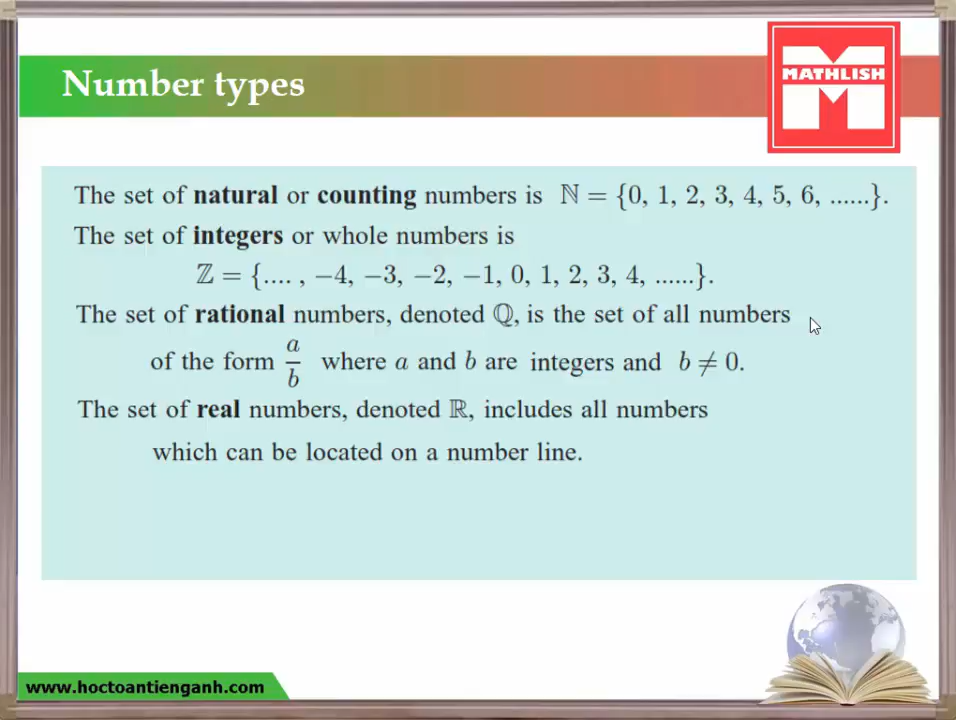 Number types
MATHLISH
The set of natural or counting numbers is ℕ = {0, 1, 2, 3, 4, 5, 6, ......}.
The set of integers or whole numbers is
ℤ = {.... , −4, −3, −2, −1, 0, 1, 2, 3, 4, ......}.
The set of rational numbers, denoted ℚ, is the set of all numbers
of the form a/b where a and b are integers and b ≠ 0.
The set of real numbers, denoted ℝ, includes all numbers
which can be located on a number line.
www.hoctoantienganh.com